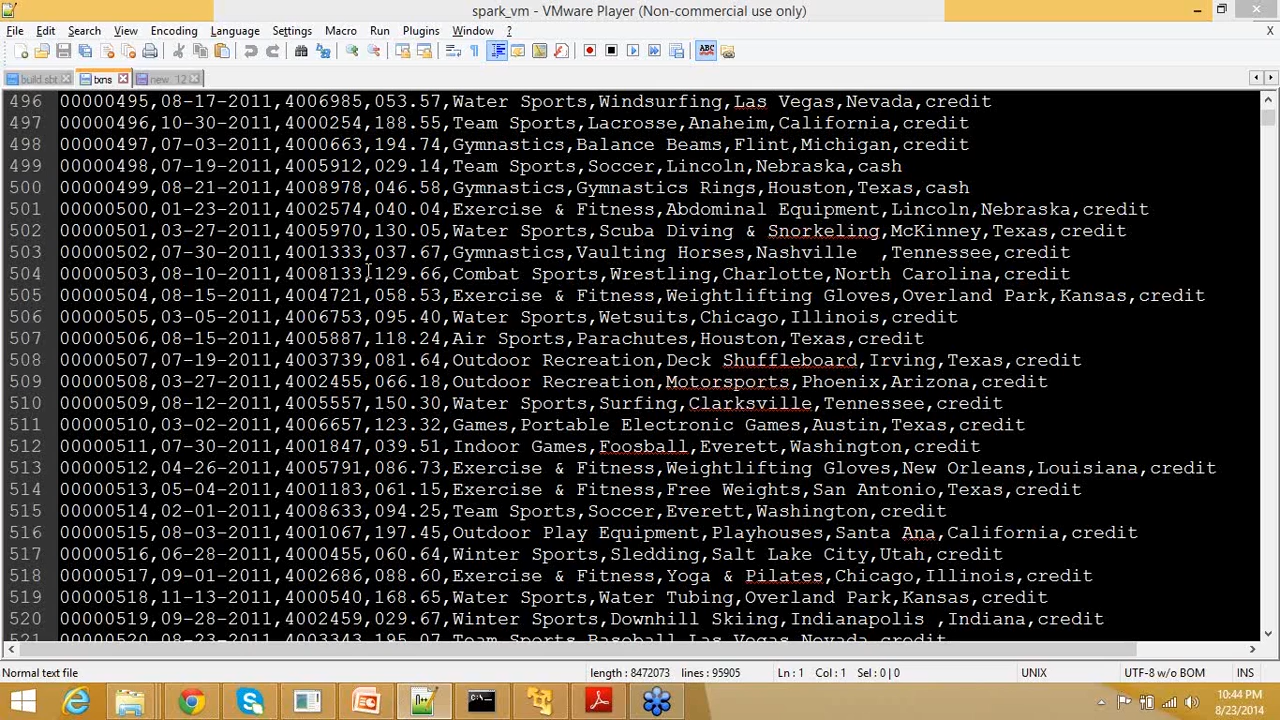 spark_vm - VMware Player (Non-commercial use only)
File Edit Search View Encoding Language Settings Macro Run Plugins Window ? X
build.sbt txns new 12
496 00000495,08-17-2011,4006985,053.57,Water Sports,Windsurfing,Las Vegas,Nevada,credit
497 00000496,10-30-2011,4000254,188.55,Team Sports,Lacrosse,Anaheim,California,credit
498 00000497,07-03-2011,4000663,194.74,Gymnastics,Balance Beams,Flint,Michigan,credit
499 00000498,07-19-2011,4005912,029.14,Team Sports,Soccer,Lincoln,Nebraska,cash
500 00000499,08-21-2011,4008978,046.58,Gymnastics,Gymnastics Rings,Houston,Texas,cash
501 00000500,01-23-2011,4002574,040.04,Exercise & Fitness,Abdominal Equipment,Lincoln,Nebraska,credit
502 00000501,03-27-2011,4005970,130.05,Water Sports,Scuba Diving & Snorkeling,McKinney,Texas,credit
503 00000502,07-30-2011,4001333,037.67,Gymnastics,Vaulting Horses,Nashville  ,Tennessee,credit
504 00000503,08-10-2011,4008133,129.66,Combat Sports,Wrestling,Charlotte,North Carolina,credit
505 00000504,08-15-2011,4004721,058.53,Exercise & Fitness,Weightlifting Gloves,Overland Park,Kansas,credit
506 00000505,03-05-2011,4006753,095.40,Water Sports,Wetsuits,Chicago,Illinois,credit
507 00000506,08-15-2011,4005887,118.24,Air Sports,Parachutes,Houston,Texas,credit
508 00000507,07-19-2011,4003739,081.64,Outdoor Recreation,Deck Shuffleboard,Irving,Texas,credit
509 00000508,03-27-2011,4002455,066.18,Outdoor Recreation,Motorsports,Phoenix,Arizona,credit
510 00000509,08-12-2011,4005557,150.30,Water Sports,Surfing,Clarksville,Tennessee,credit
511 00000510,03-02-2011,4006657,123.32,Games,Portable Electronic Games,Austin,Texas,credit
512 00000511,07-30-2011,4001847,039.51,Indoor Games,Foosball,Everett,Washington,credit
513 00000512,04-26-2011,4005791,086.73,Exercise & Fitness,Weightlifting Gloves,New Orleans,Louisiana,credit
514 00000513,05-04-2011,4001183,061.15,Exercise & Fitness,Free Weights,San Antonio,Texas,credit
515 00000514,02-01-2011,4008633,094.25,Team Sports,Soccer,Everett,Washington,credit
516 00000515,08-03-2011,4001067,197.45,Outdoor Play Equipment,Playhouses,Santa Ana,California,credit
517 00000516,06-28-2011,4000455,060.64,Winter Sports,Sledding,Salt Lake City,Utah,credit
518 00000517,09-01-2011,4002686,088.60,Exercise & Fitness,Yoga & Pilates,Chicago,Illinois,credit
519 00000518,11-13-2011,4000540,168.65,Water Sports,Water Tubing,Overland Park,Kansas,credit
520 00000519,09-28-2011,4002459,029.67,Winter Sports,Downhill Skiing,Indianapolis ,Indiana,credit
521 00000520,08-23-2011,4003343,195.07,Team Sports,Baseball,Las Vegas,Nevada,credit
Normal text file length : 8472073 lines : 95905 Ln : 1 Col : 1 Sel : 0 | 0 UNIX UTF-8 w/o BOM INS
10:44 PM
8/23/2014